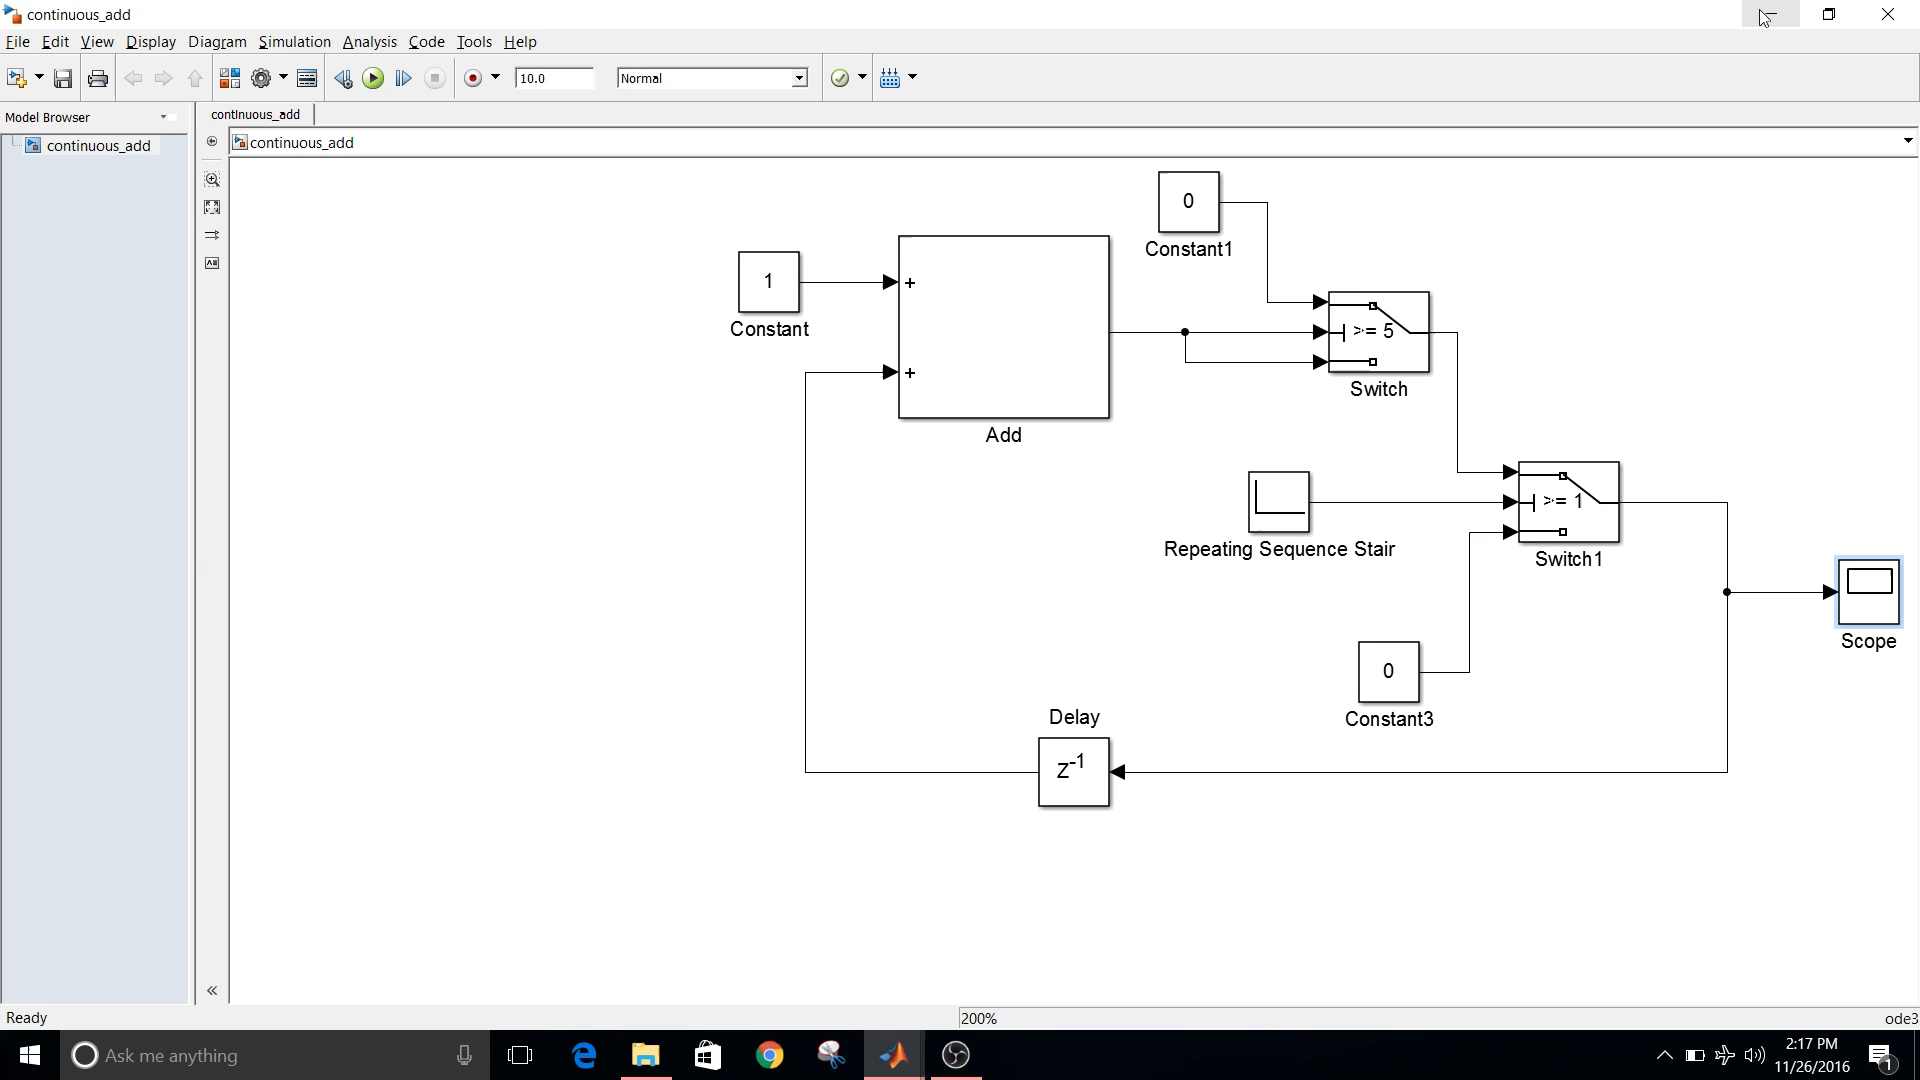 continuous_add
File Edit View Display Diagram Simulation Analysis Code Tools Help
10.0 Normal
Model Browser
continuous_add
continuous_add
continuous_add
0
Constant1
1
Constant
+
+
Add
>= 5
Switch
Repeating Sequence Stair
>= 1
Switch1
Scope
0
Constant3
Delay
Z-1
Ready 200% ode3
Ask me anything
2:17 PM
11/26/2016
1